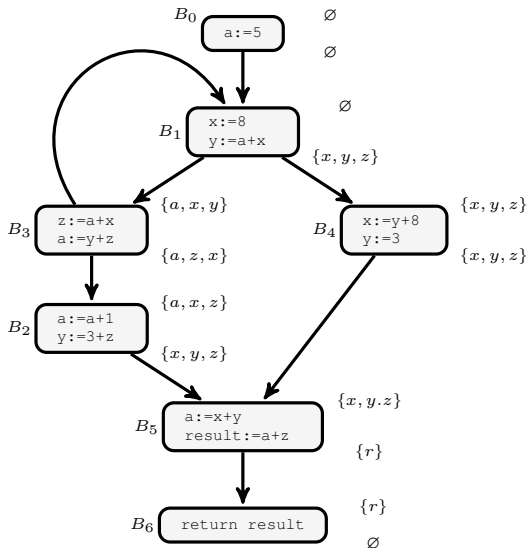 B0
a:=5
∅
∅
∅
B1
x:=8
y:=a+x
{x, y, z}
B3
z:=a+x
a:=y+z
{a, x, y}
{a, z, x}
B4
x:=y+8
y:=3
{x, y, z}
{x, y, z}
B2
a:=a+1
y:=3+z
{a, x, z}
{x, y, z}
B5
a:=x+y
result:=a+z
{x, y.z}
{r}
B6
return result
{r}
∅